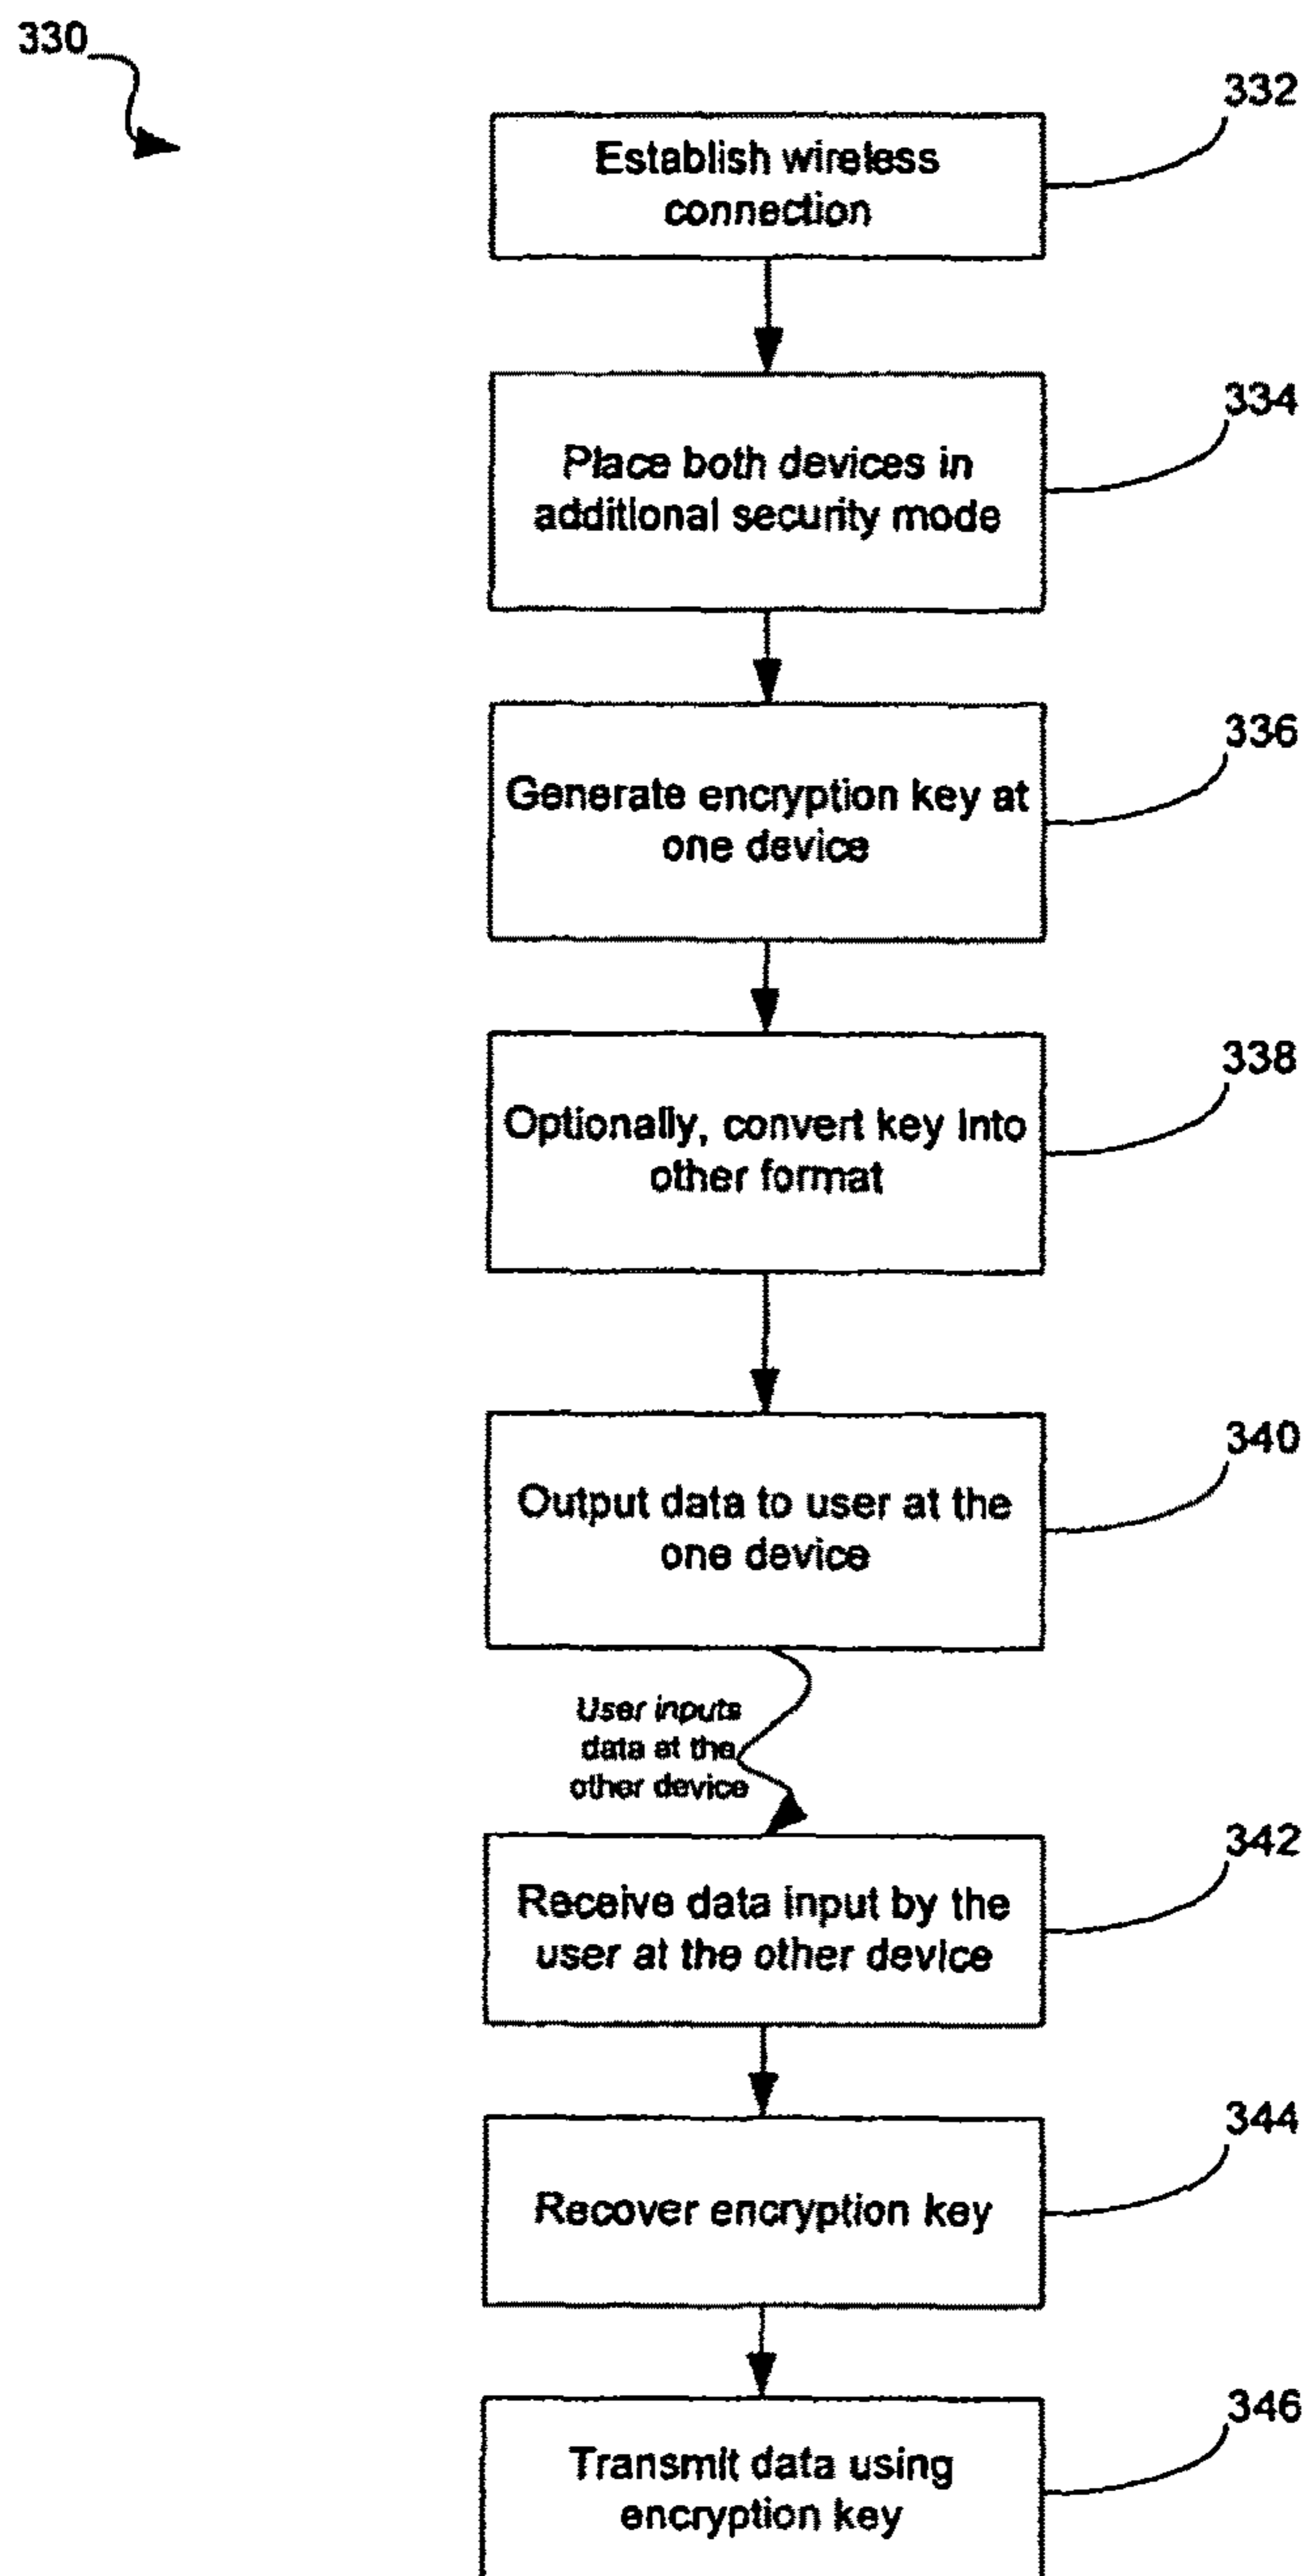 330
332
Establish wireless
connection
334
Place both devices in
additional security mode
336
Generate encryption key at
one device
338
Optionally, convert key into
other format
340
Output data to user at the
one device
User inputs
data at the
other device
342
Receive data input by the
user at the other device
344
Recover encryption key
346
Transmit data using
encryption key